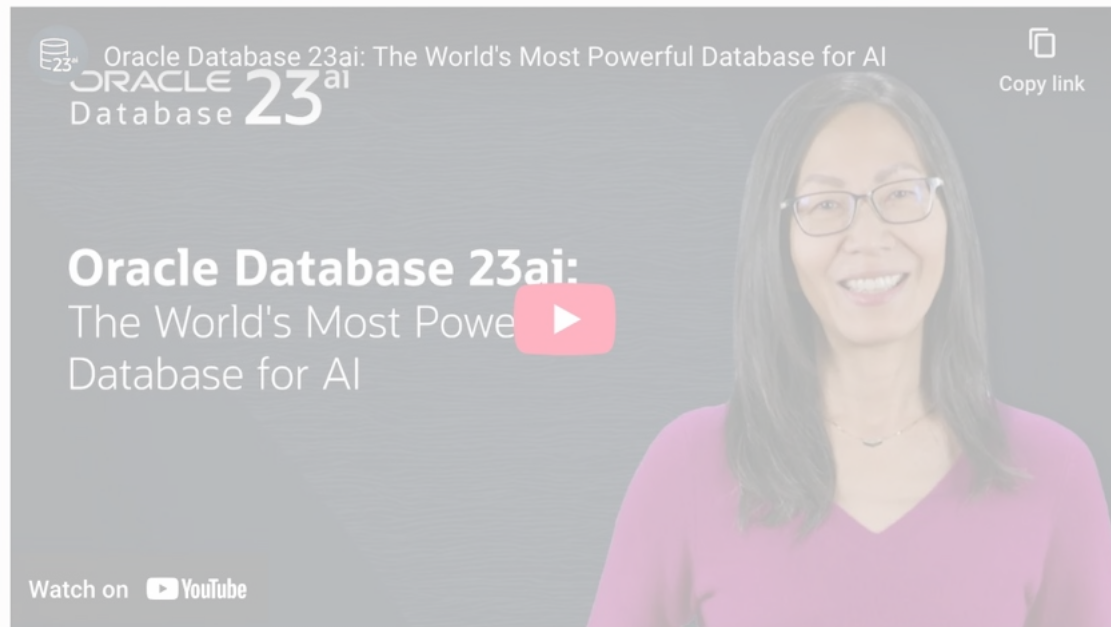 Oracle Database 23ai: The World's Most Powerful Database for AI
Copy link
23ai
ORACLE
Database 23ai
Oracle Database 23ai:
The World's Most Powe
Database for AI
Watch on YouTube